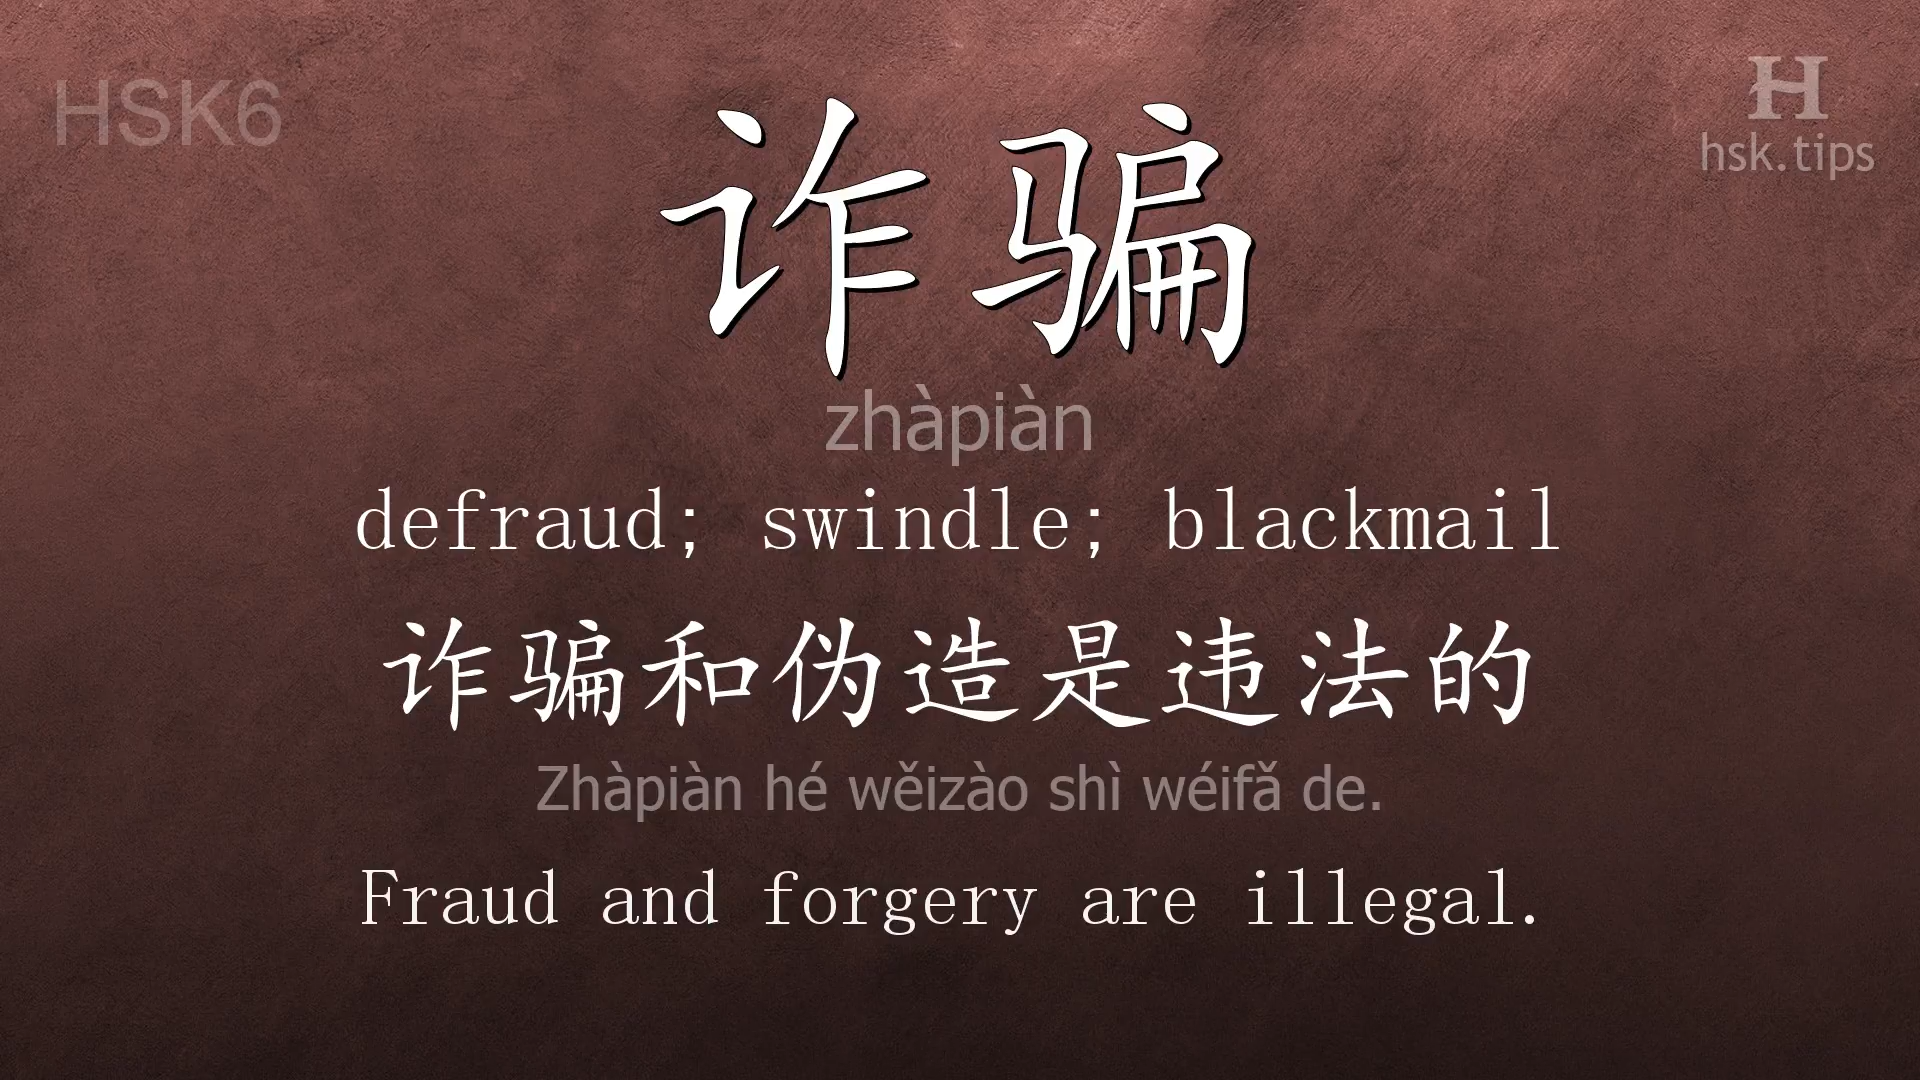 HSK6
H
hsk.tips
诈骗
zhàpiàn
defraud; swindle; blackmail
诈骗和伪造是违法的
Zhàpiàn hé wěizào shì wéifǎ de.
Fraud and forgery are illegal.